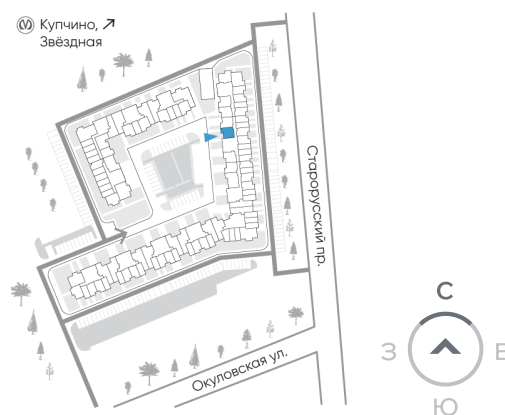 Купчино, ↗
Звёздная
Старорусский пр.
Окуловская ул.
С
З
В
Ю